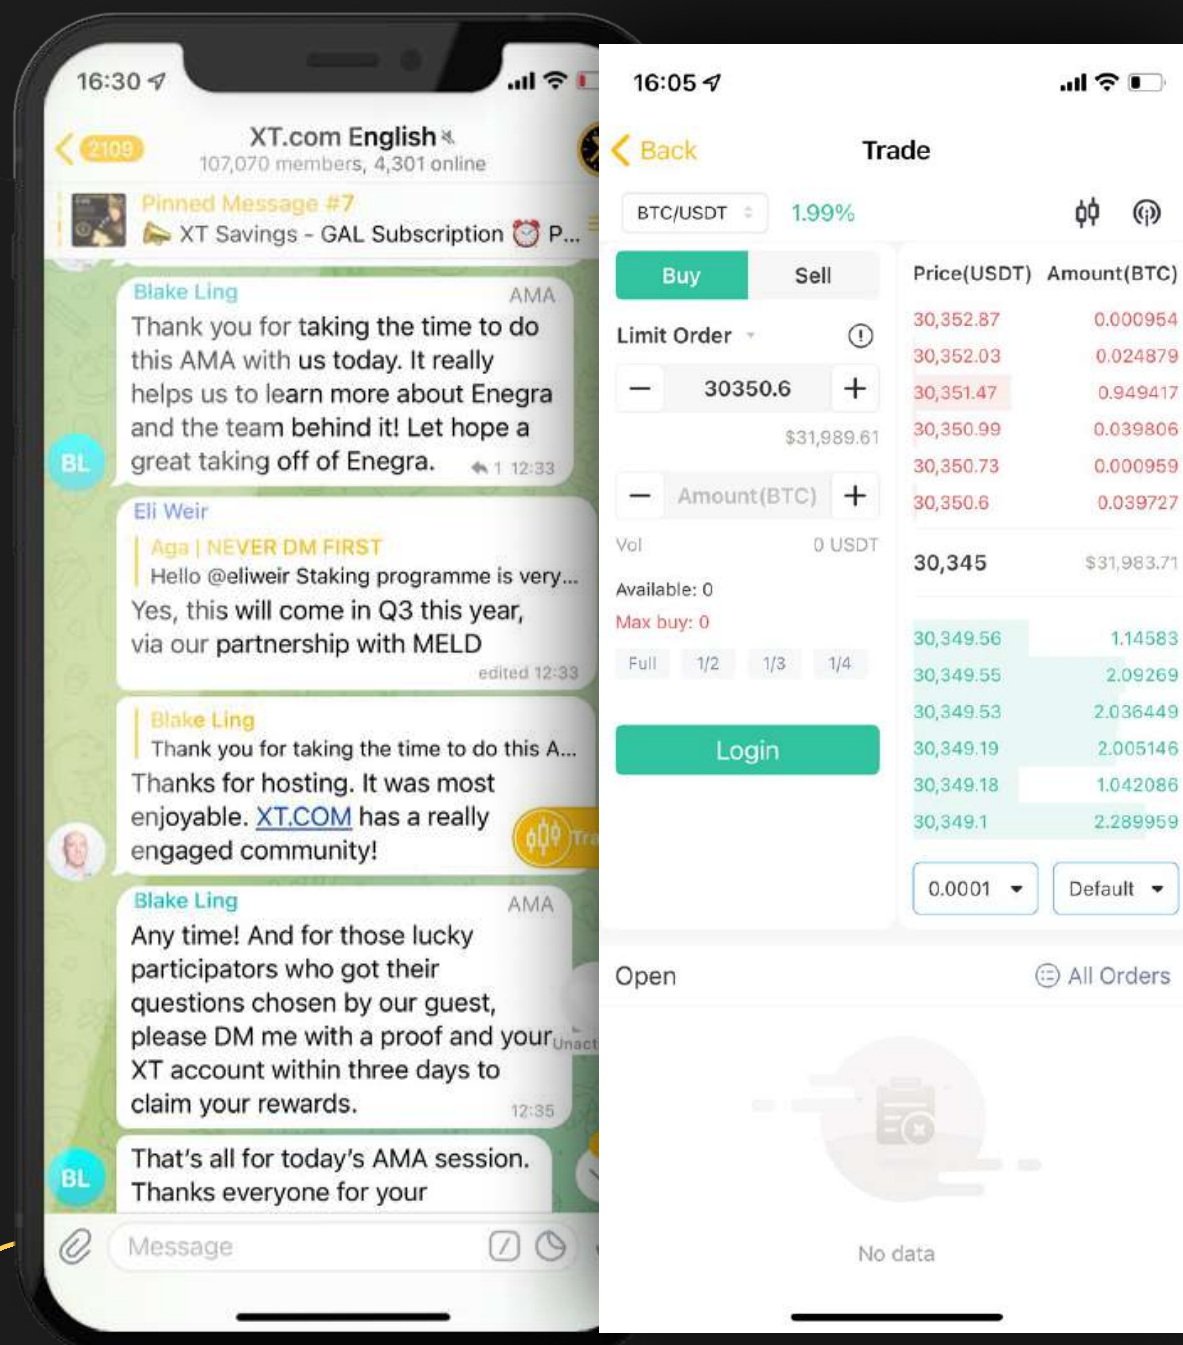 16:30
2109
XT.com English
107,070 members, 4,301 online
Pinned Message #7
XT Savings - GAL Subscription ⏰ P...
Blake Ling AMA
Thank you for taking the time to do
this AMA with us today. It really
helps us to learn more about Enegra
and the team behind it! Let hope a
great taking off of Enegra. 1 12:33
BL
Eli Weir
Aga | NEVER DM FIRST
Hello @eliweir Staking programme is very...
Yes, this will come in Q3 this year,
via our partnership with MELD
edited 12:33
Blake Ling
Thank you for taking the time to do this A...
Thanks for hosting. It was most
enjoyable. XT.COM has a really
engaged community!
Tra
Blake Ling AMA
Any time! And for those lucky
participators who got their
questions chosen by our guest,
please DM me with a proof and your
Unact
XT account within three days to
claim your rewards. 12:35
That's all for today's AMA session.
Thanks everyone for your
BL
Message
16:05
Back Trade
BTC/USDT 1.99%
Buy Sell
Limit Order
− 30350.6 +
$31,989.61
− Amount(BTC) +
Vol 0 USDT
Available: 0
Max buy: 0
Full 1/2 1/3 1/4
Login
Price(USDT) Amount(BTC)
30,352.87 0.000954
30,352.03 0.024879
30,351.47 0.949417
30,350.99 0.039806
30,350.73 0.000959
30,350.6 0.039727
30,345 $31,983.71
30,349.56 1.14583
30,349.55 2.09269
30,349.53 2.036449
30,349.19 2.005146
30,349.18 1.042086
30,349.1 2.289959
0.0001 Default
Open All Orders
No data